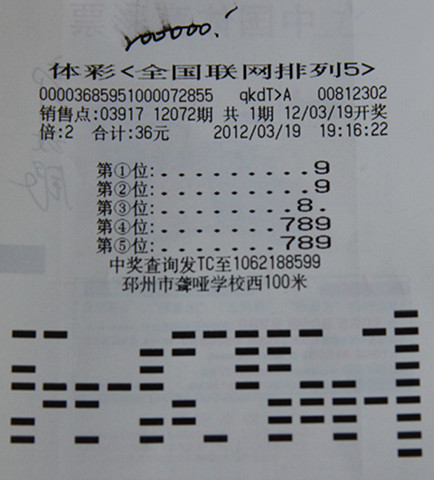 200000.
体彩<全国联网排列5>
00003685951000072855 qkdT>A 00812302
销售点:03917 12072期 共 1期 12/03/19开奖
倍:2 合计:36元 2012/03/19 19:16:22
第①位:. . . . . . . . . 9
第②位:. . . . . . . . . 9
第③位:. . . . . . . . 8.
第④位:. . . . . . . 789
第⑤位:. . . . . . . 789
中奖查询发TC至1062188599
邳州市聋哑学校西100米